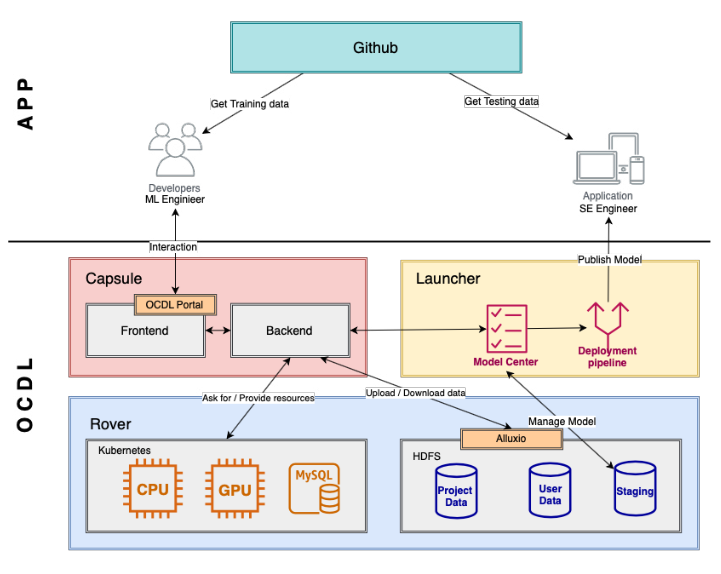 APP
Github
Get Training data
Get Testing data
Developers
ML Enginieer
Application
SE Engineer
Interaction
Publish Model
OCDL
Capsule
OCDL Portal
Frontend
Backend
Launcher
Model Center
Deployment
pipeline
Ask for / Provide resources
Upload / Download data
Manage Model
Rover
Kubernetes
CPU
GPU
MySQL
Alluxio
HDFS
Project
Data
User
Data
Staging